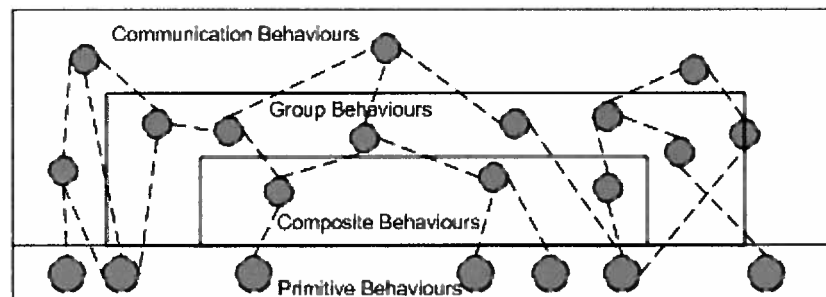 Communication Behaviours
Group Behaviours
Composite Behaviours
Primitive Behaviours